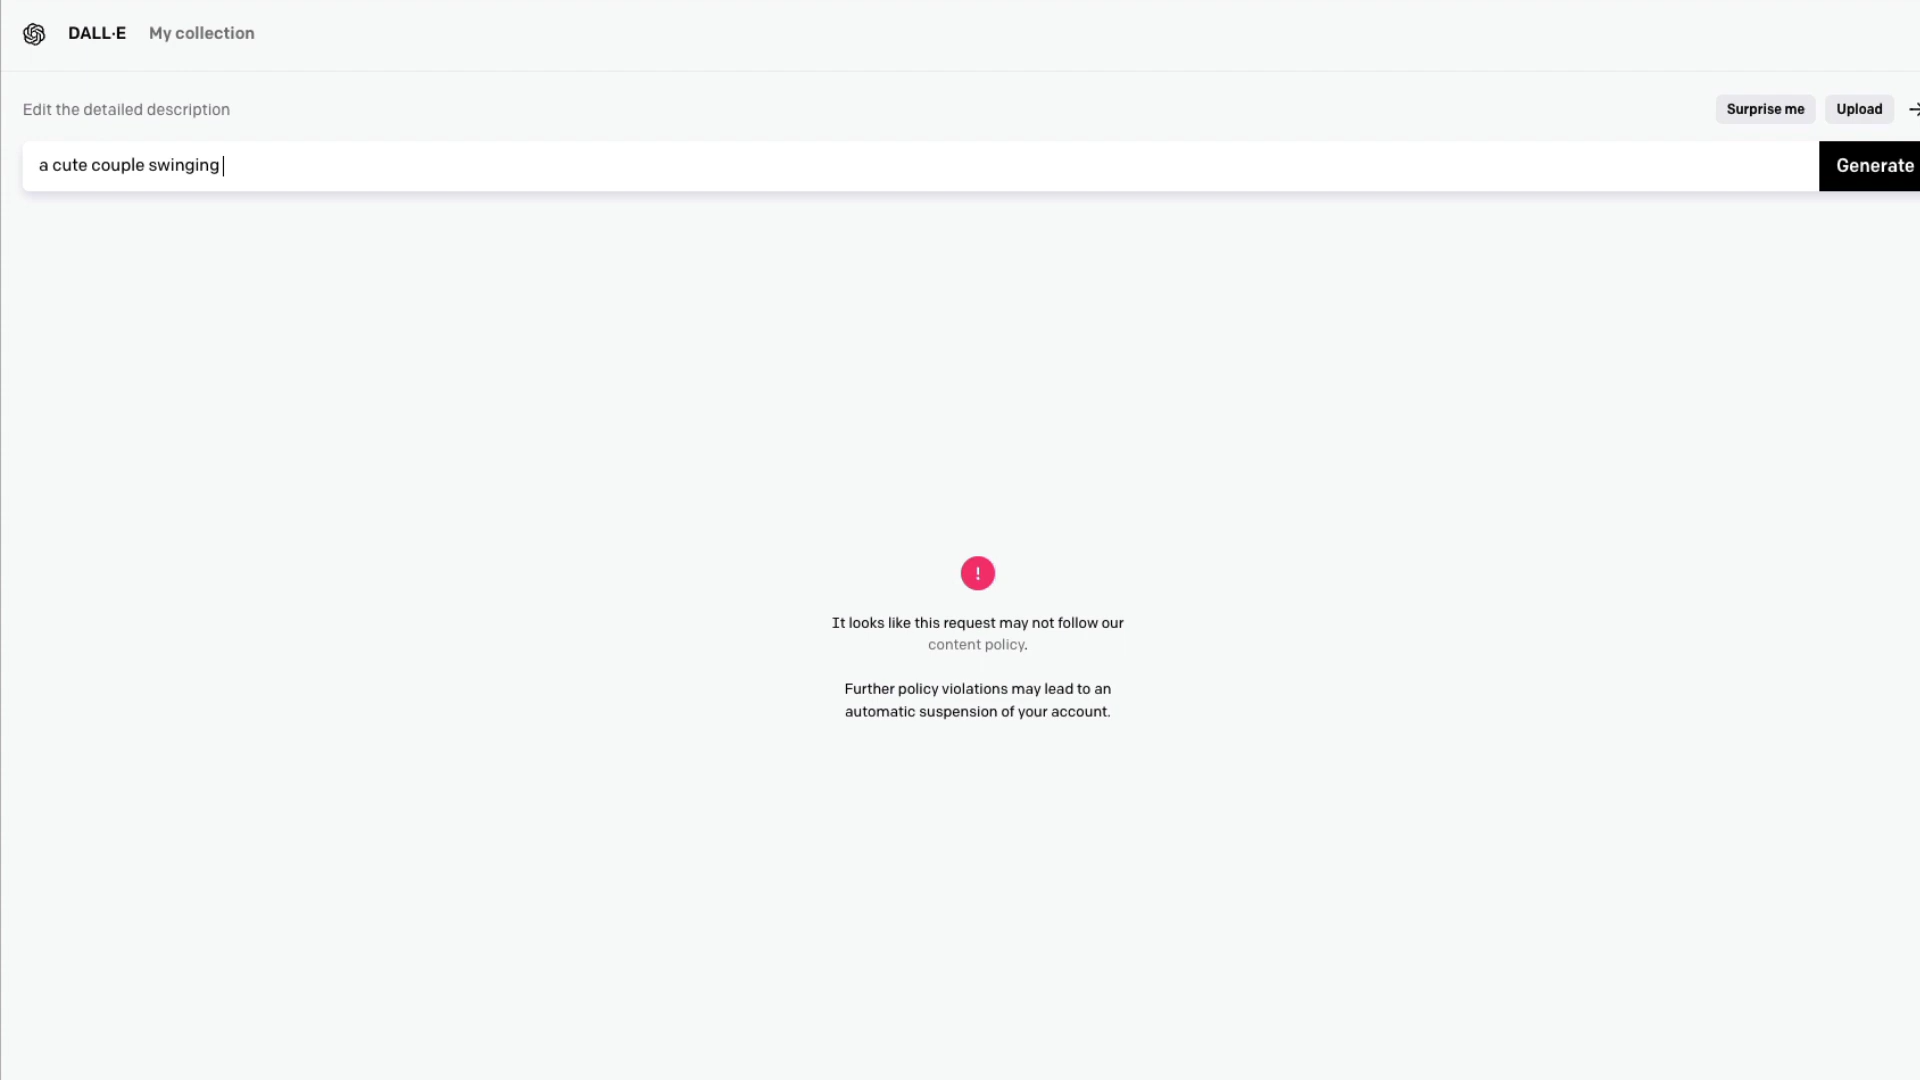 DALL·E My collection
Edit the detailed description Surprise me Upload
a cute couple swinging Generate
!
It looks like this request may not follow our
content policy.
Further policy violations may lead to an
automatic suspension of your account.